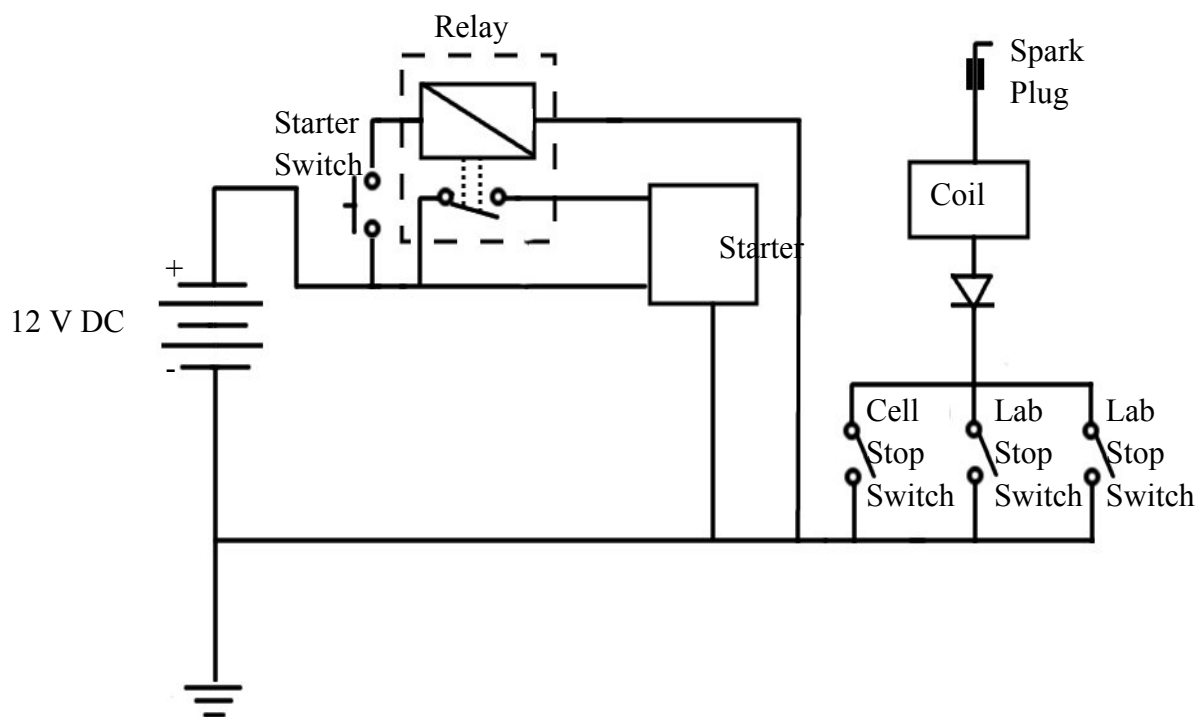 Relay
Spark
Plug
Starter
Switch
Coil
Starter
+
12 V DC
-
Cell
Stop
Switch
Lab
Stop
Switch
Lab
Stop
Switch